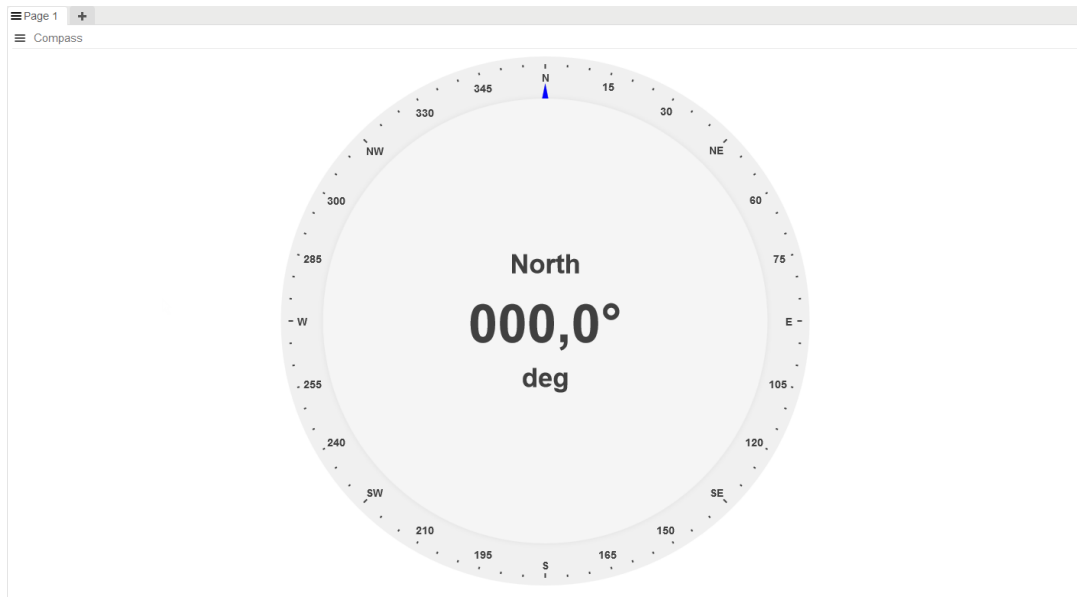 Page 1 +
Compass
N
345 15
330 30
NW NE
300 60
285 75
North
W 000,0° E
deg
255 105
240 120
SW SE
210 150
195 165
S